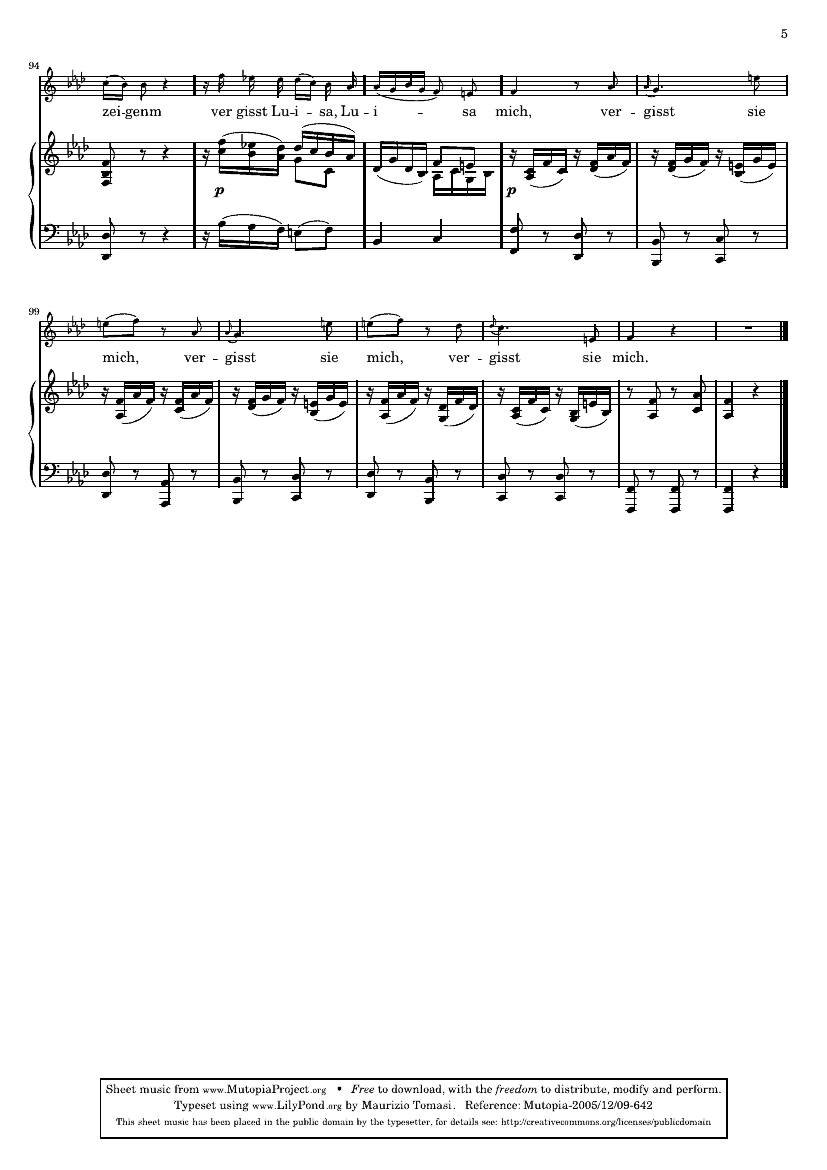 5
94
zei-genm ver gisst Lu-i - sa, Lu - i - sa mich, ver - gisst sie
p p
99
mich, ver - gisst sie mich, ver - gisst sie mich.
Sheet music from www.MutopiaProject.org • Free to download, with the freedom to distribute, modify and perform.
Typeset using www.LilyPond.org by Maurizio Tomasi. Reference: Mutopia-2005/12/09-642
This sheet music has been placed in the public domain by the typesetter, for details see: http://creativecommons.org/licenses/publicdomain